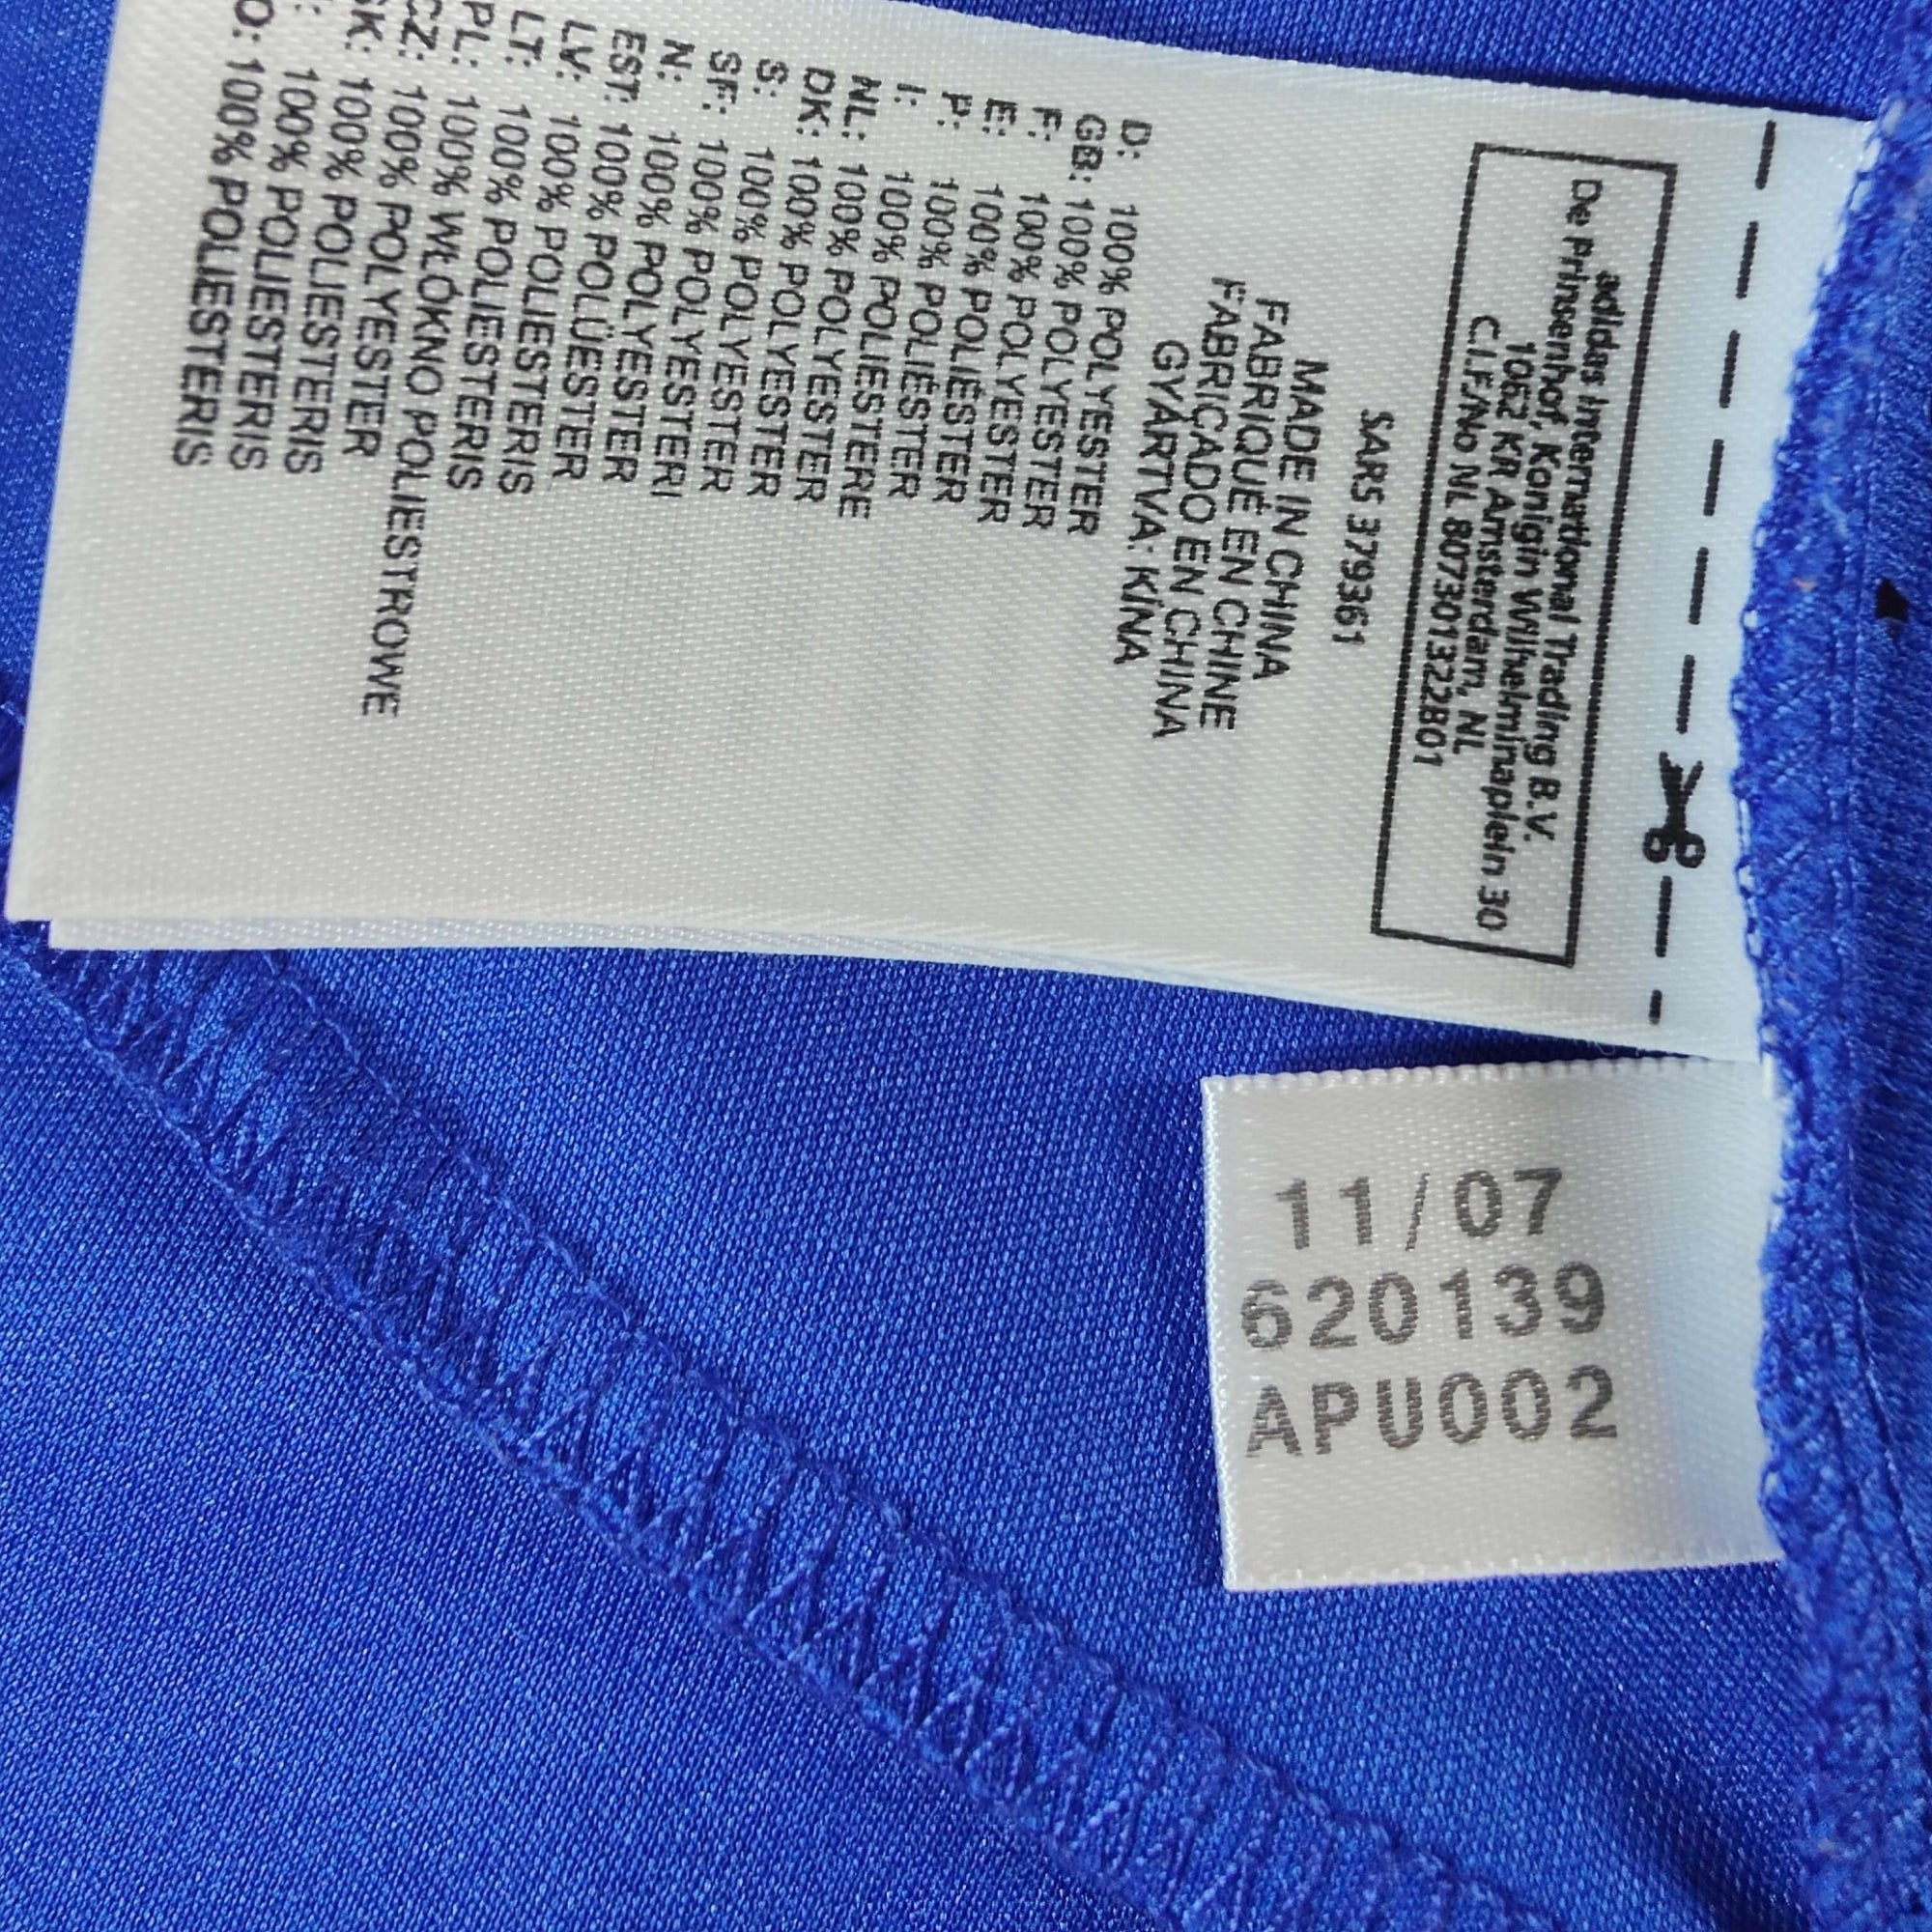 adidas International Trading B.V.
De Prinsenhof, Koniigin Wilhelminaplein 30
1062 KR Amsterdam, NL
C.I.F./No NL 807301322B01
SARS 379361
MADE IN CHINA
FABRIQUÉ EN CHINE
FABRICADO EN CHINA
GYÁRTVA: KÍNA
D: 100% POLYESTER
GB: 100% POLYESTER
F: 100% POLYESTER
E: 100% POLIÉSTER
P: 100% POLIÉSTER
I: 100% POLIESTERE
NL: 100% POLYESTER
DK: 100% POLYESTER
S: 100% POLYESTER
SF: 100% POLYESTERI
N: 100% POLYESTER
EST: 100% POLÜESTER
LV: 100% POLIESTERIS
LT: 100% POLIESTERIS
PL: 100% WŁÓKNO POLIESTROWE
CZ: 100% POLYESTER
SK: 100% POLIESTERIS
100% POLIESTERIS
100% POLIESTERIS
11/07
620139
APU002